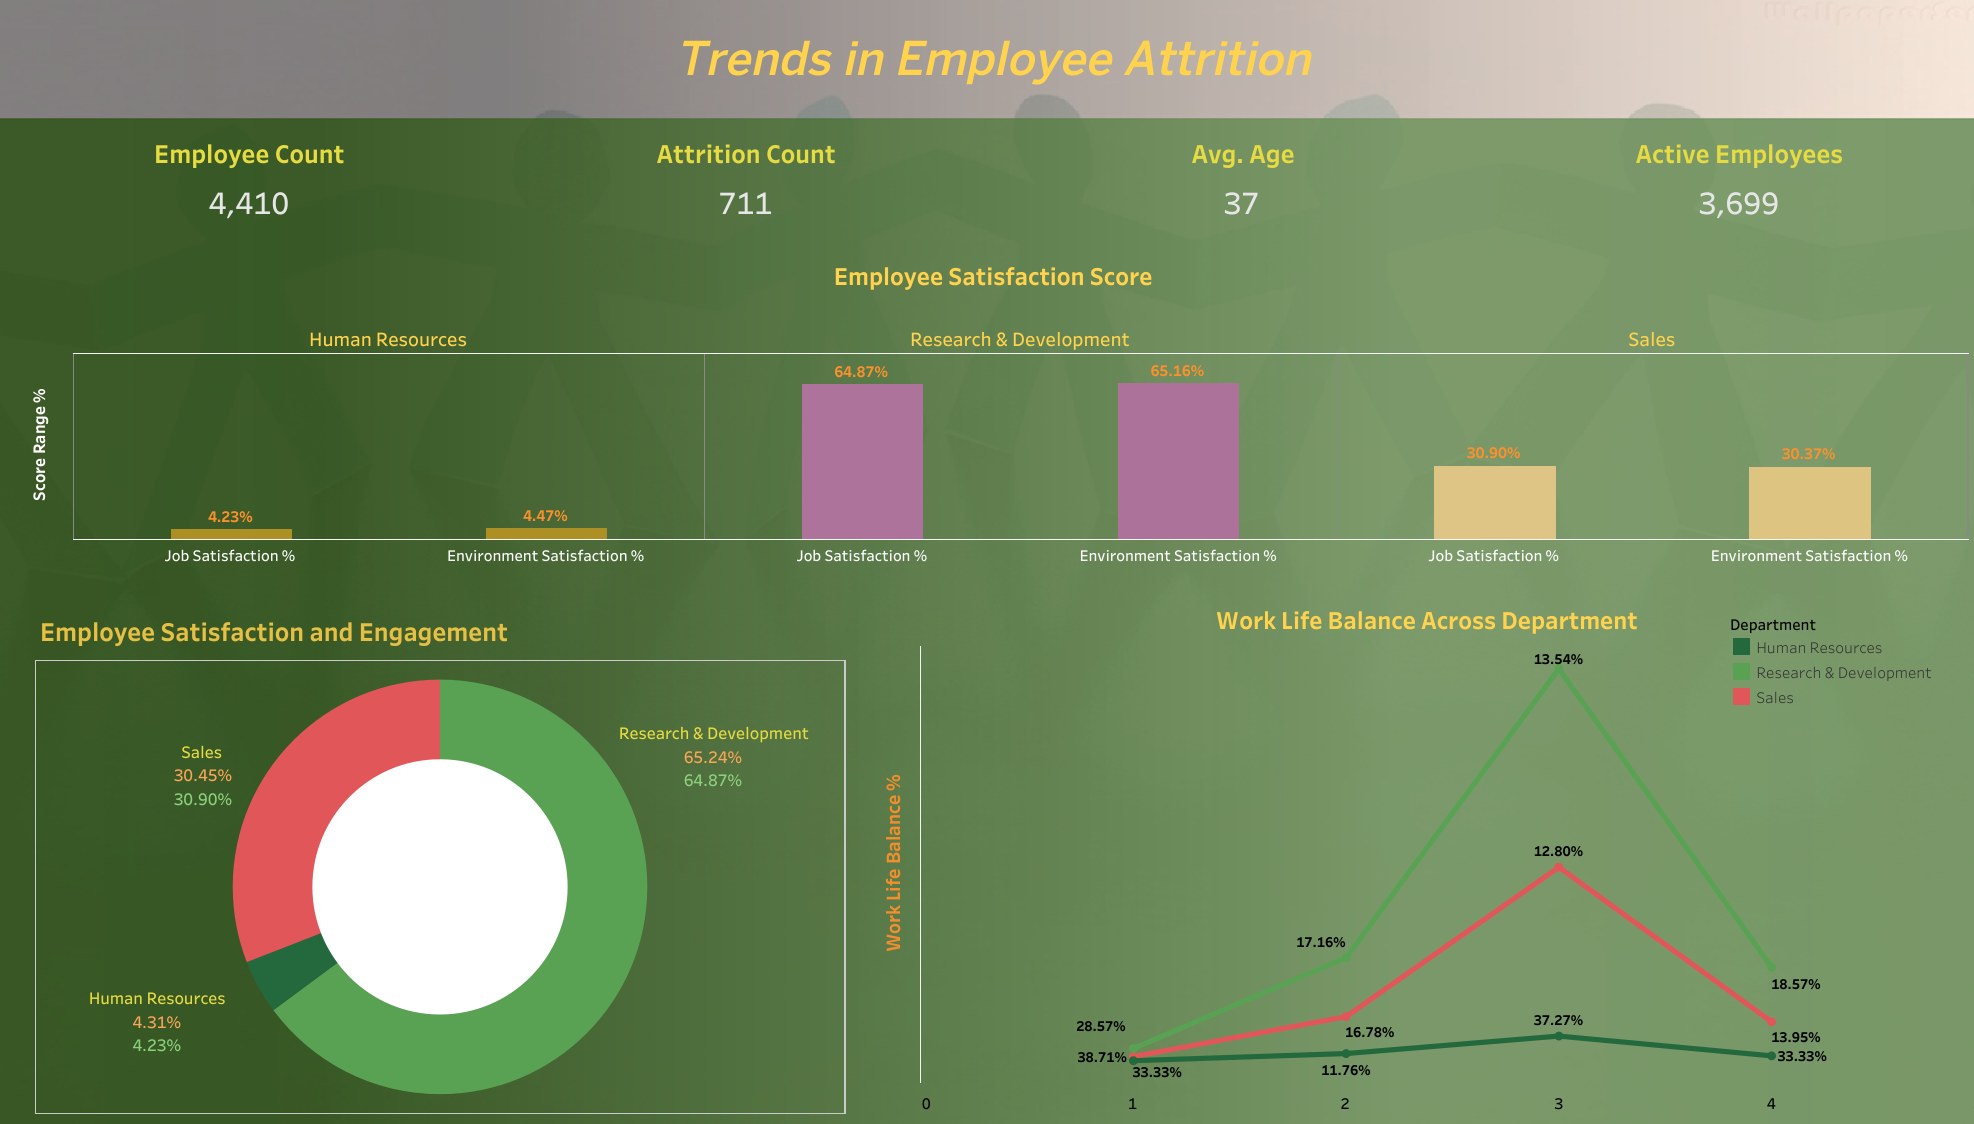 Trends in Employee Attrition
Employee Count
4,410
Attrition Count
711
Avg. Age
37
Active Employees
3,699
Employee Satisfaction Score
Human Resources
Research & Development
Sales
Score Range %
4.23%
4.47%
64.87%
65.16%
30.90%
30.37%
Job Satisfaction %
Environment Satisfaction %
Job Satisfaction %
Environment Satisfaction %
Job Satisfaction %
Environment Satisfaction %
Employee Satisfaction and Engagement
Research & Development
65.24%
64.87%
Sales
30.45%
30.90%
Human Resources
4.31%
4.23%
Work Life Balance Across Department
Department
Human Resources
Research & Development
Sales
Work Life Balance %
13.54%
12.80%
17.16%
18.57%
28.57%
16.78%
37.27%
13.95%
38.71%
33.33%
33.33%
11.76%
0
1
2
3
4